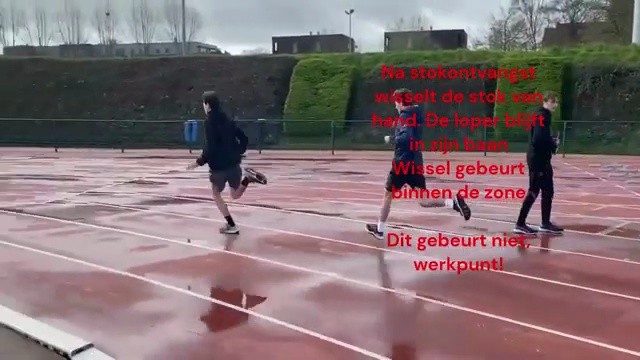 Na stokontvangst
wisselt de stok van
hand. De loper blijft
in zijn baan
Wissel gebeurt
binnen de zone
Dit gebeurt niet,
werkpunt!